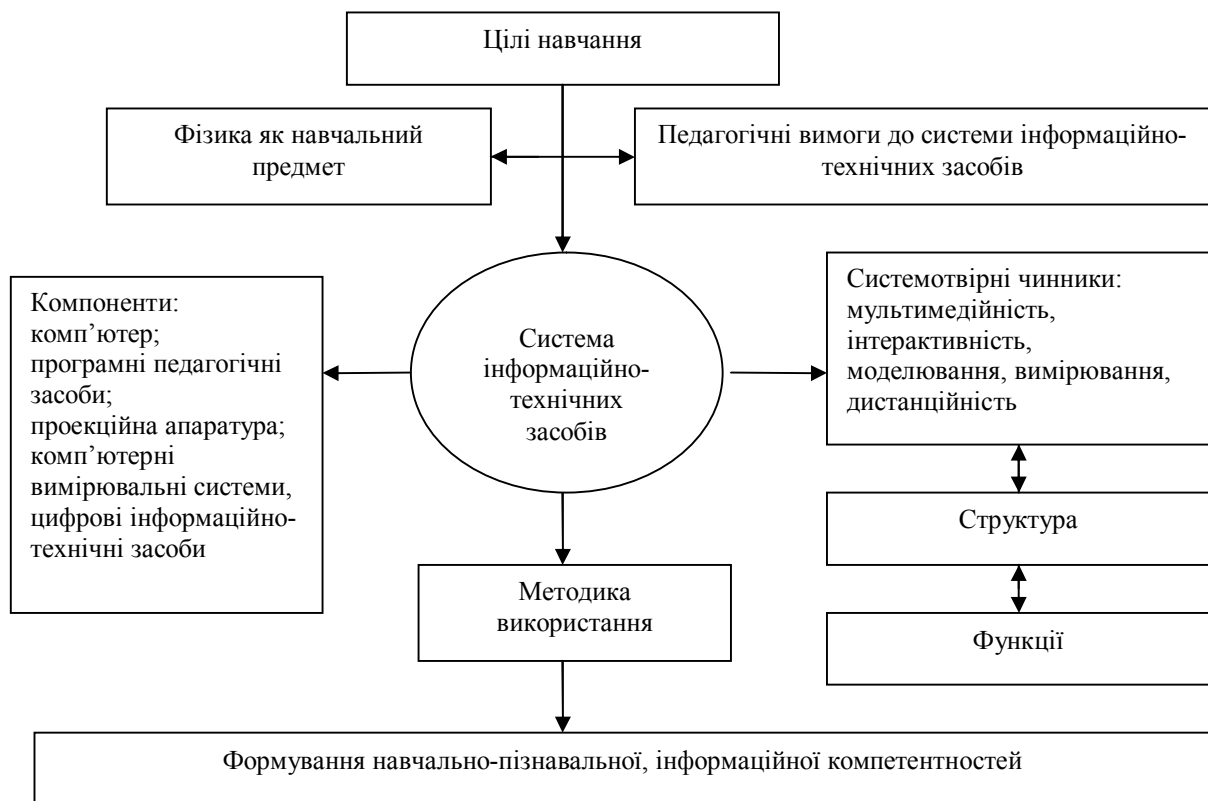 Цілі навчання
Фізика як навчальний
предмет
Педагогічні вимоги до системи інформаційно-
технічних засобів
Компоненти:
комп’ютер;
програмні педагогічні
засоби;
проекційна апаратура;
комп’ютерні
вимірювальні системи,
цифрові інформаційно-
технічні засоби
Система
інформаційно-
технічних
засобів
Системотвірні чинники:
мультимедійність,
інтерактивність,
моделювання, вимірювання,
дистанційність
Структура
Функції
Методика
використання
Формування навчально-пізнавальної, інформаційної компетентностей